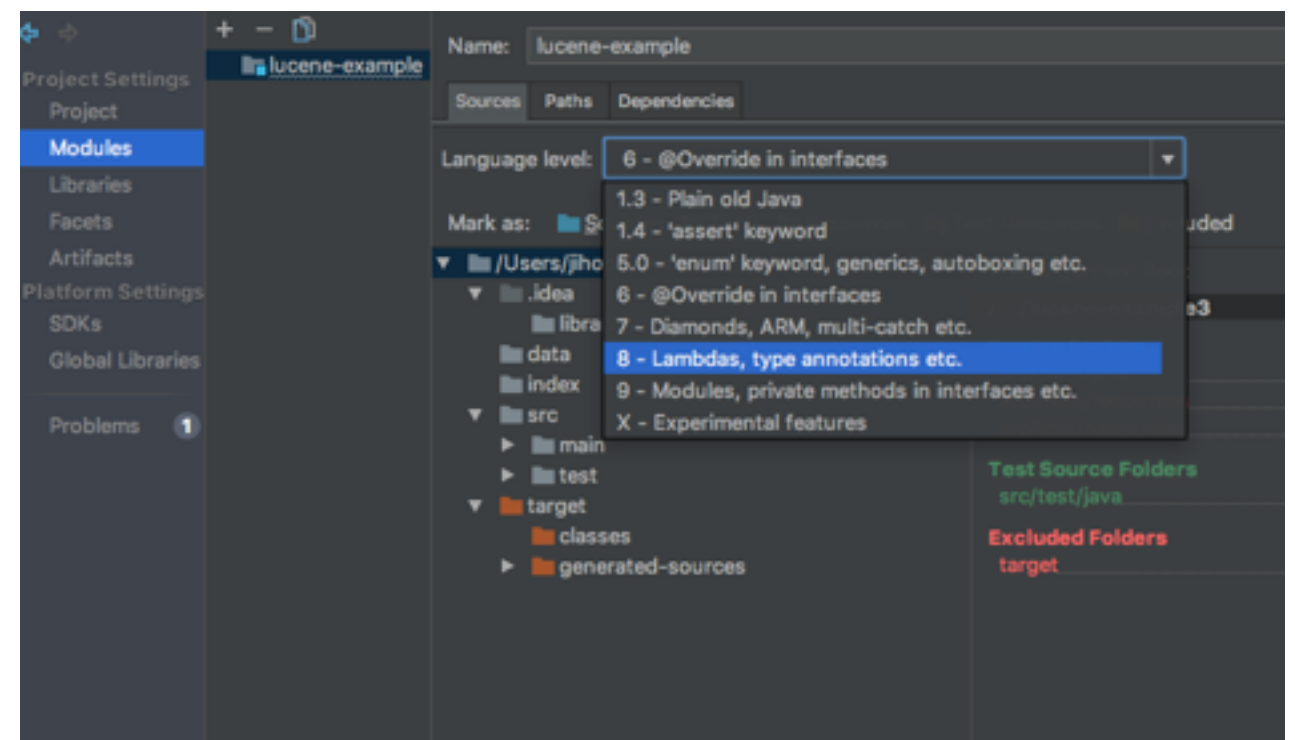 Project Settings
Project
Modules
Libraries
Facets
Artifacts
Platform Settings
SDKs
Global Libraries
Problems 1
lucene-example
Name: lucene-example
Sources Paths Dependencies
Language level: 6 - @Override in interfaces
1.3 - Plain old Java
1.4 - 'assert' keyword
5.0 - 'enum' keyword, generics, autoboxing etc.
6 - @Override in interfaces
7 - Diamonds, ARM, multi-catch etc.
8 - Lambdas, type annotations etc.
9 - Modules, private methods in interfaces etc.
X - Experimental features
Mark as: S uded
/Users/jiho
.idea
libra
data
index
src
main
test
target
classes
generated-sources
e3
Test Source Folders
src/test/java
Excluded Folders
target